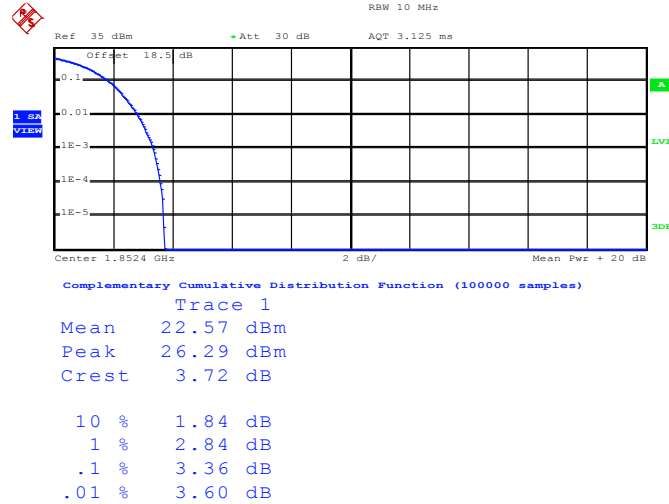 RBW 10 MHz
Ref 35 dBm *Att 30 dB AQT 3.125 ms
Offset 18.5 dB
A
0.1
0.01
1 SA
VIEW
1E-3
1E-4
1E-5
Center 1.8524 GHz 2 dB/ Mean Pwr + 20 dB
Complementary Cumulative Distribution Function (100000 samples)
Trace 1
Mean 22.57 dBm
Peak 26.29 dBm
Crest 3.72 dB
10 % 1.84 dB
1 % 2.84 dB
.1 % 3.36 dB
.01 % 3.60 dB